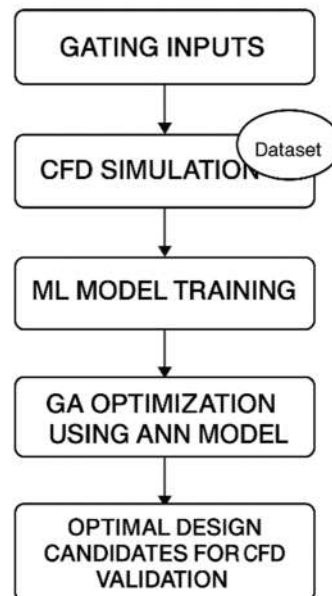 GATING INPUTS
Dataset
CFD SIMULATION
ML MODEL TRAINING
GA OPTIMIZATION
USING ANN MODEL
OPTIMAL DESIGN
CANDIDATES FOR CFD
VALIDATION